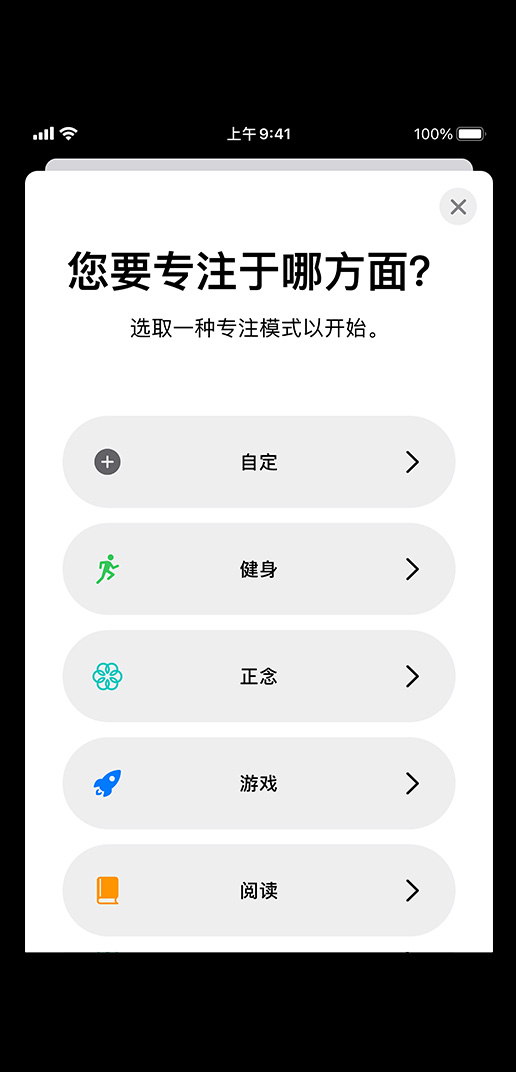 上午9:41
100%
您要专注于哪方面？
选取一种专注模式以开始。
自定
健身
正念
游戏
阅读